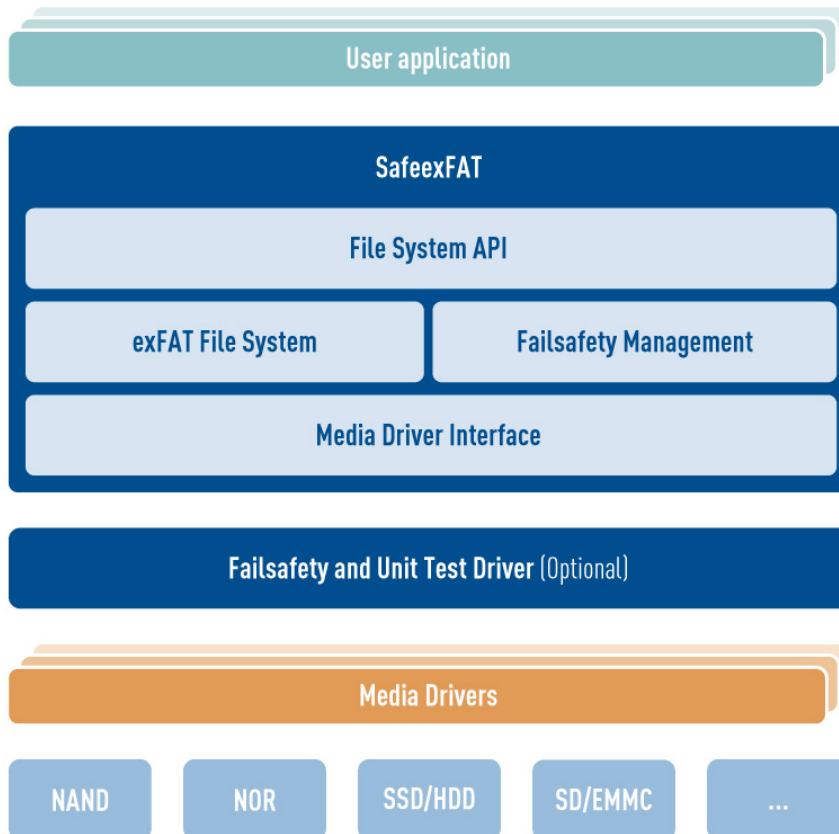 User application
SafeexFAT
File System API
exFAT File System
Failsafety Management
Media Driver Interface
Failsafety and Unit Test Driver (Optional)
Media Drivers
NAND
NOR
SSD/HDD
SD/EMMC
...